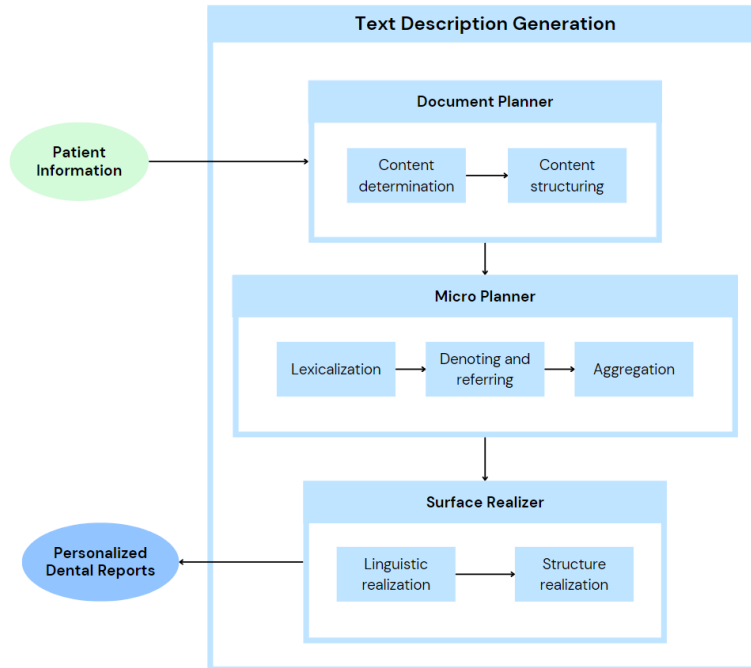 Text Description Generation
Document Planner
Patient
Information
Content
determination
Content
structuring
Micro Planner
Lexicalization
Denoting and
referring
Aggregation
Surface Realizer
Personalized
Dental Reports
Linguistic
realization
Structure
realization